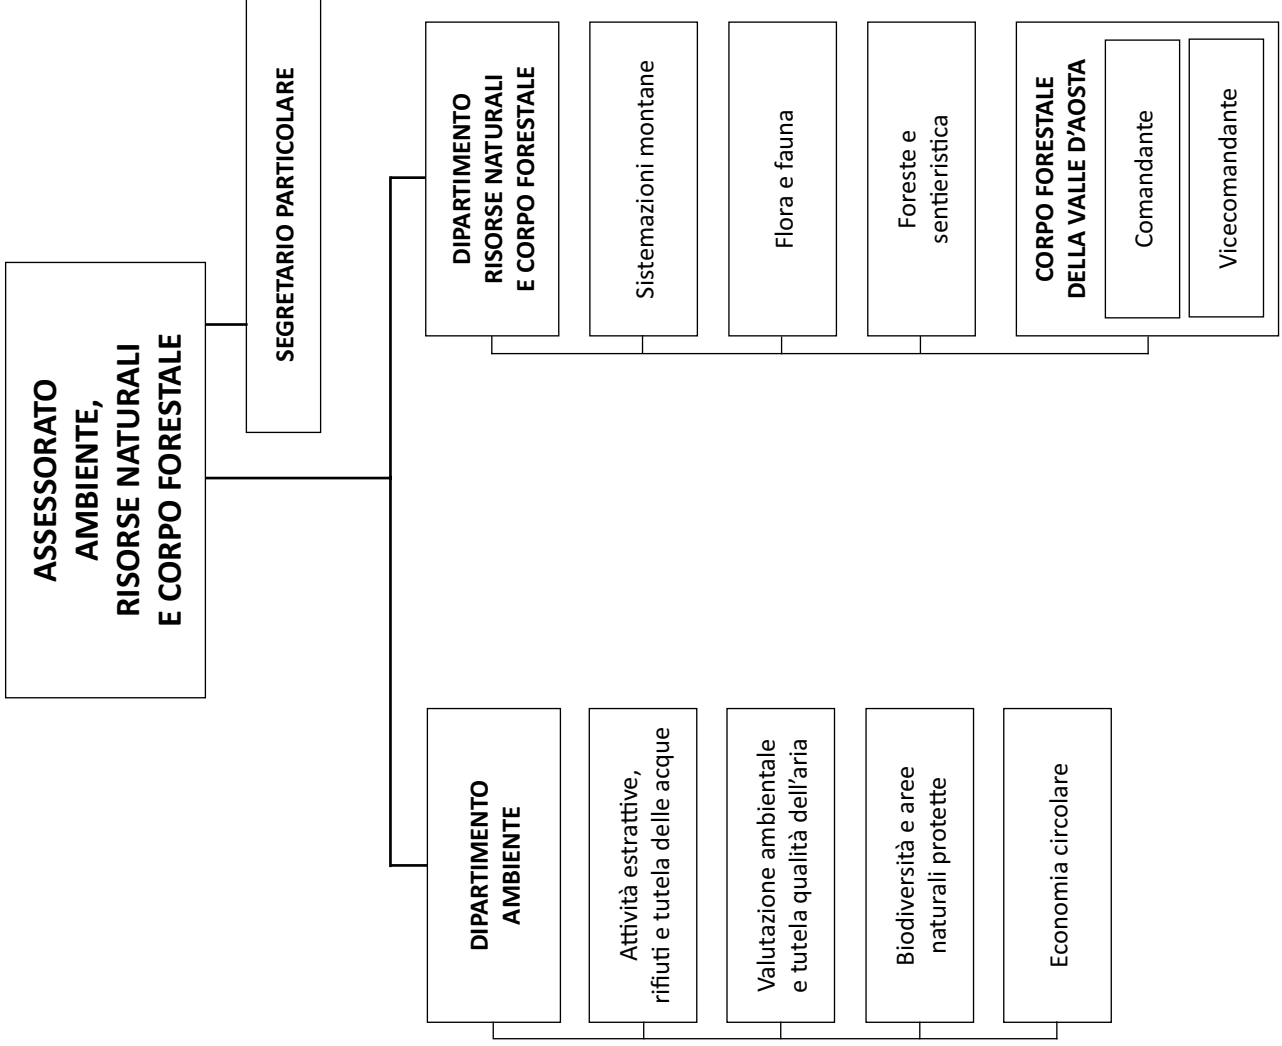 ASSESSORATO
AMBIENTE,
RISORSE NATURALI
E CORPO FORESTALE
SEGRETARIO PARTICOLARE
DIPARTIMENTO
AMBIENTE
Attività estrattive,
rifiuti e tutela delle acque
Valutazione ambientale
e tutela qualità dell'aria
Biodiversità e aree
naturali protette
Economia circolare
DIPARTIMENTO
RISORSE NATURALI
E CORPO FORESTALE
Sistemazioni montane
Flora e fauna
Foreste e
sentieristica
CORPO FORESTALE
DELLA VALLE D'AOSTA
Comandante
Vicecomandante